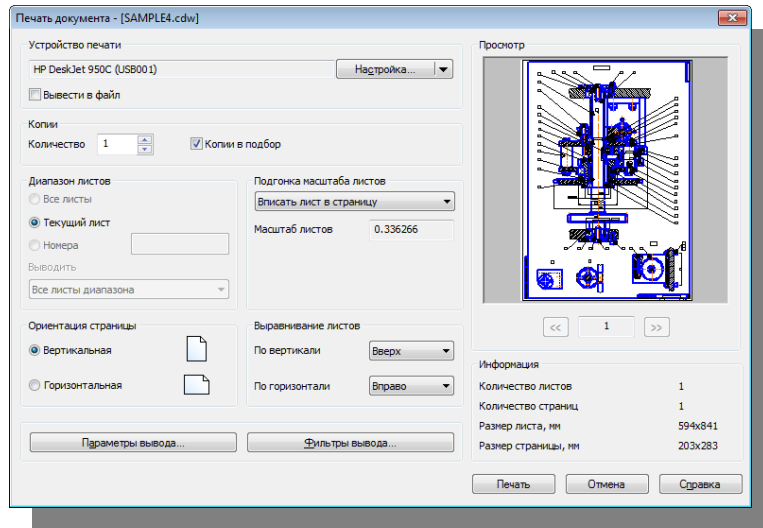 Печать документа - [SAMPLE4.cdw]
Устройство печати
HP DeskJet 950C (USB001)
Настройка...
Вывести в файл
Копии
Количество 1
Копии в подбор
Диапазон листов
Все листы
Текущий лист
Номера
Выводить
Все листы диапазона
Подгонка масштаба листов
Вписать лист в страницу
Масштаб листов 0.336266
Ориентация страницы
Вертикальная
Горизонтальная
Выравнивание листов
По вертикали Вверх
По горизонтали Вправо
Параметры вывода...
Фильтры вывода...
Просмотр
<< 1 >>
Информация
Количество листов 1
Количество страниц 1
Размер листа, мм 594x841
Размер страницы, мм 203x283
Печать
Отмена
Справка